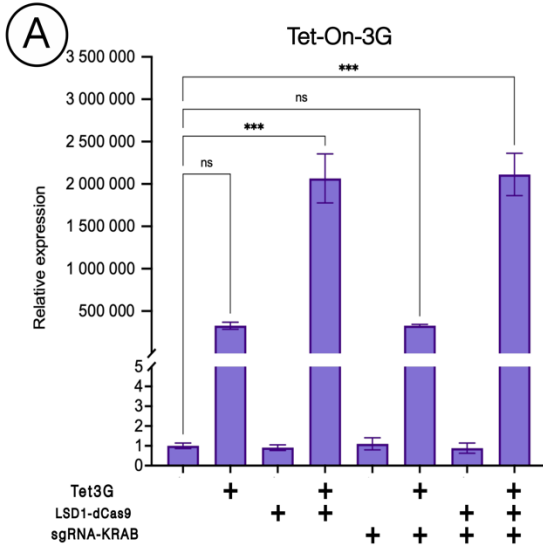 A
Tet-On-3G
Relative expression
3 500 000
3 000 000
2 500 000
2 000 000
1 500 000
1 000 000
500 000
5
4
3
2
1
0
***
ns
***
ns
Tet3G + + + +
LSD1-dCas9 + + + +
sgRNA-KRAB + + + +